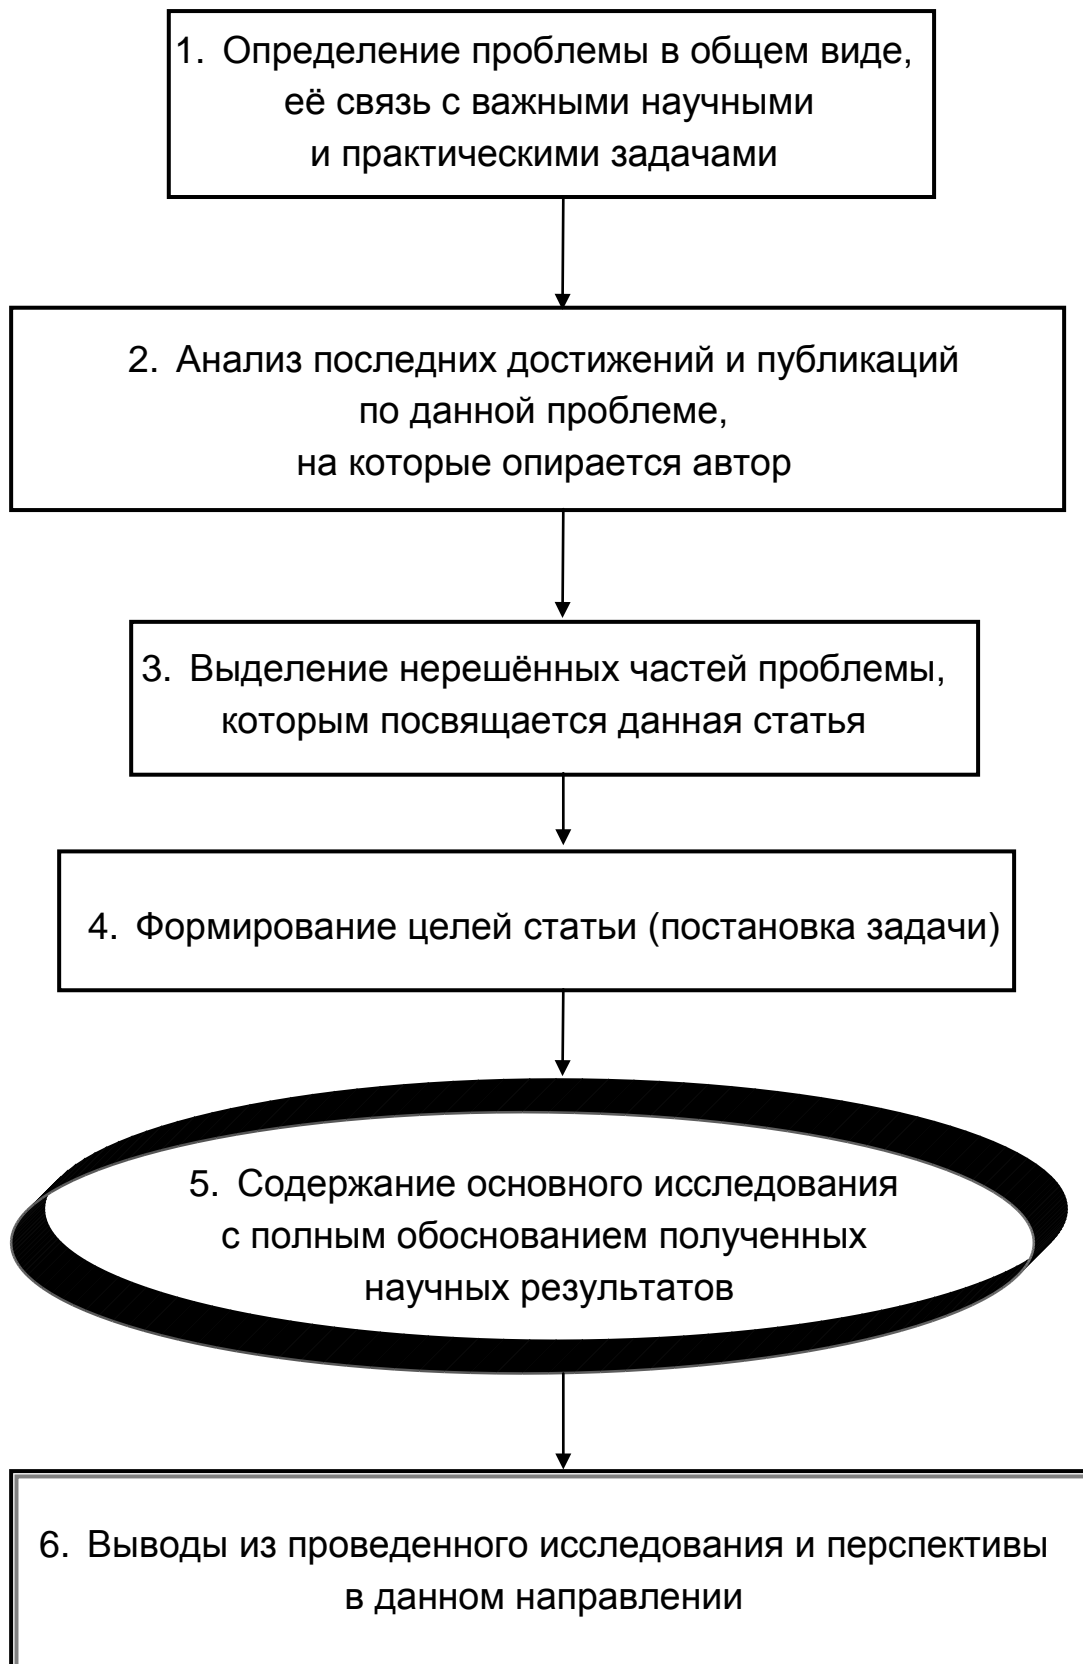 1. Определение проблемы в общем виде,
её связь с важными научными
и практическими задачами
2. Анализ последних достижений и публикаций
по данной проблеме,
на которые опирается автор
3. Выделение нерешённых частей проблемы,
которым посвящается данная статья
4. Формирование целей статьи (постановка задачи)
5. Содержание основного исследования
с полным обоснованием полученных
научных результатов
6. Выводы из проведенного исследования и перспективы
в данном направлении